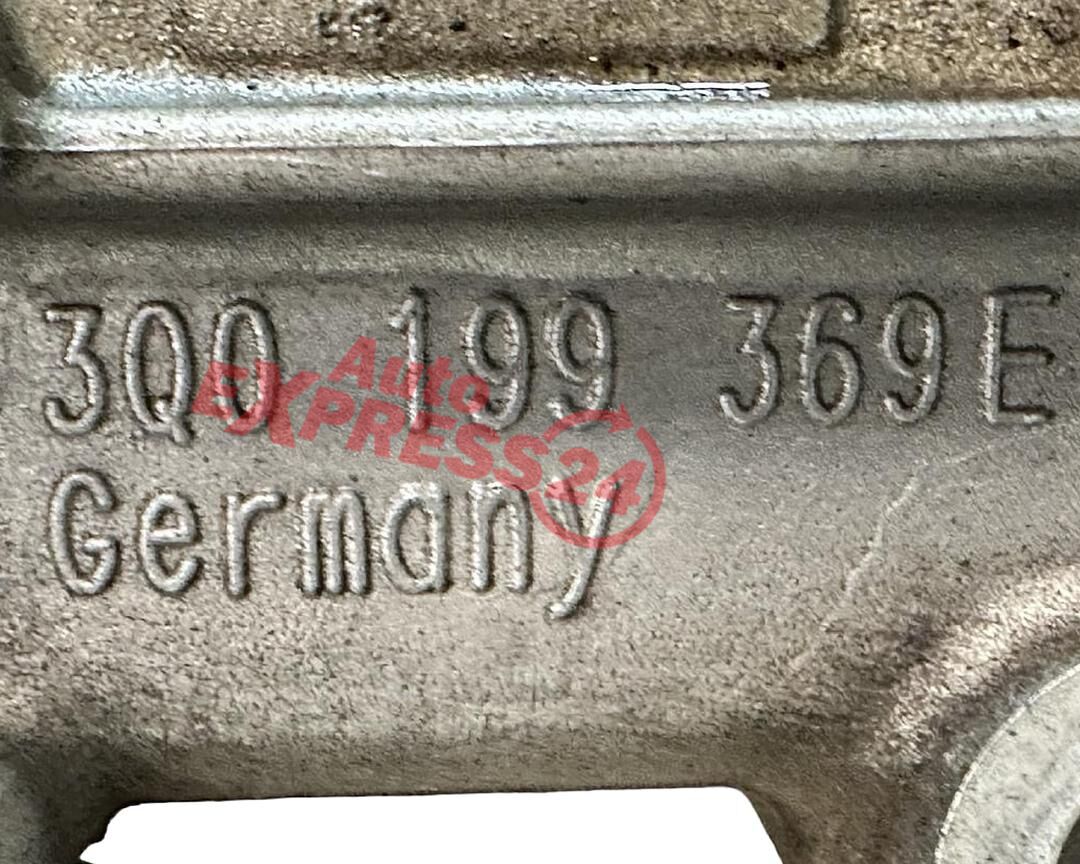 3Q0 199 369 E
Germany
Auto
EXPRESS24